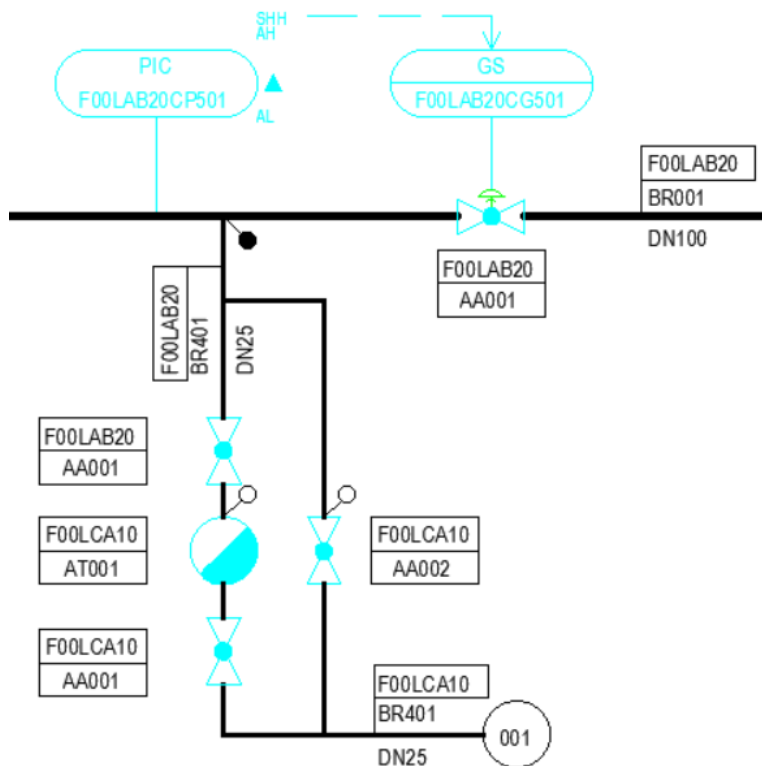 SHH
AH
PIC
F00LAB20CP501
AL
GS
F00LAB20CG501
F00LAB20
BR001
DN100
F00LAB20
AA001
F00LAB20
BR401
DN25
F00LAB20
AA001
F00LCA10
AT001
F00LCA10
AA002
F00LCA10
AA001
F00LCA10
BR401
DN25
001